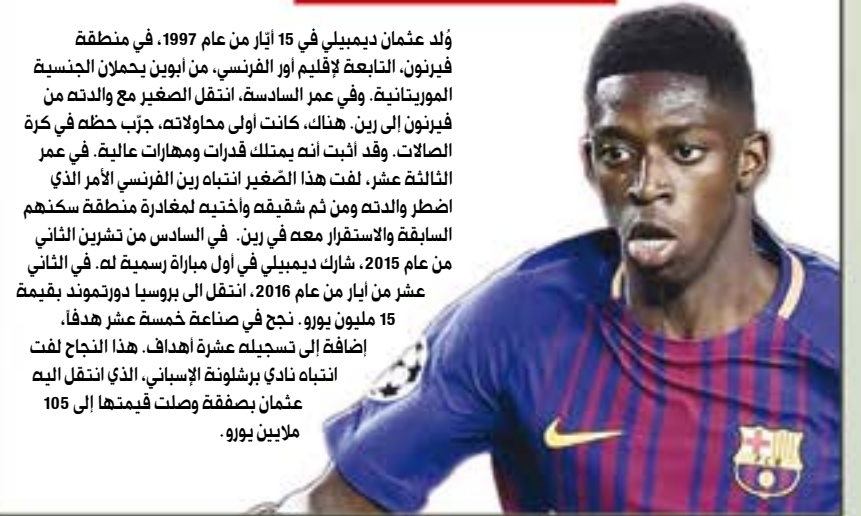 وُلد عثمان ديمبيلي في 15 أيّار من عام 1997، في منطقة
فيرنون، التابعة لإقليم أور الفرنسي، من أبوين يحملان الجنسية
الموريتانية. وفي عمر السادسة، انتقل الصغير مع والدته من
فيرنون إلى رين. هناك، كانت أولى محاولاته، جرّب حظه في كرة
الصالات. وقد أثبت أنه يمتلك قدرات ومهارات عالية. في عمر
الثالثة عشر، لفت هذا الصّغير انتباه رين الفرنسي الأمر الذي
اضطر والدته ومن ثم شقيقه وأختيه لمغادرة منطقة سكنهم
السابقة والاستقرار معه في رين. في السادس من تشرين الثاني
من عام 2015، شارك ديمبيلي في أول مباراة رسمية له. في الثاني
عشر من أيار من عام 2016، انتقل الى بروسيا دورتموند بقيمة
15 مليون يورو. نجح في صناعة خمسة عشر هدفاً،
إضافة إلى تسجيله عشرة أهداف. هذا النجاح لفت
انتباه نادي برشلونة الإسباني، الذي انتقل اليه
عثمان بصفقة وصلت قيمتها إلى 105
ملايين يورو.